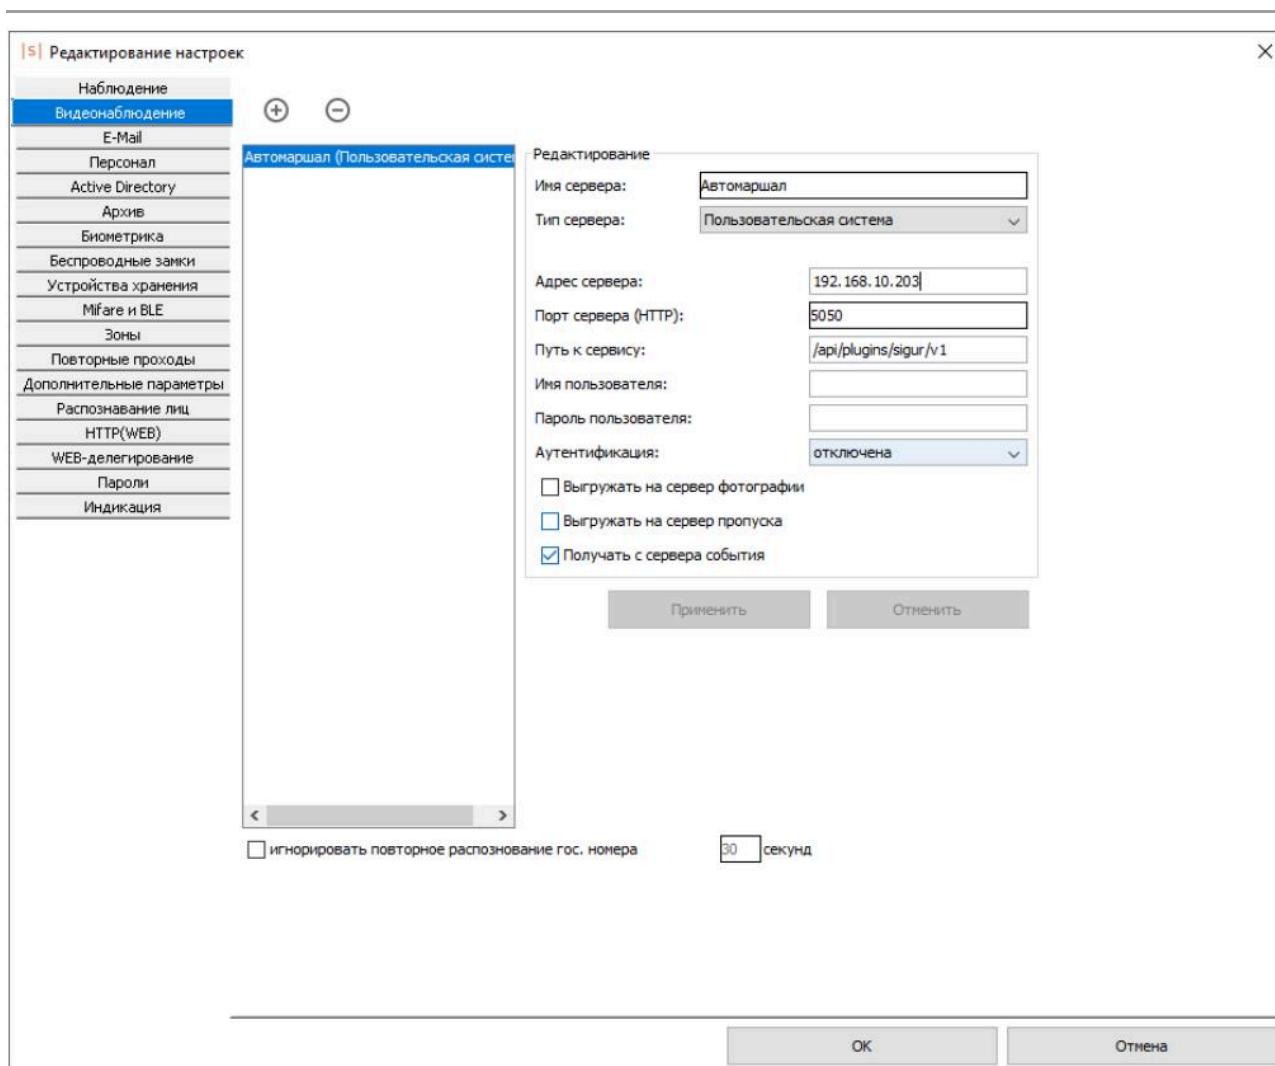 |S| Редактирование настроек
Наблюдение
Видеонаблюдение
E-Mail
Персонал
Active Directory
Архив
Биометрика
Беспроводные замки
Устройства хранения
Mifare и BLE
Зоны
Повторные проходы
Дополнительные параметры
Распознавание лиц
HTTP(WEB)
WEB-делегирование
Пароли
Индикация
Автомаршал (Пользовательская систе
Редактирование
Имя сервера: Автомаршал
Тип сервера: Пользовательская система
Адрес сервера: 192.168.10.203
Порт сервера (HTTP): 5050
Путь к сервису: /api/plugins/sigur/v1
Имя пользователя:
Пароль пользователя:
Аутентификация: отключена
Выгружать на сервер фотографии
Выгружать на сервер пропуска
Получать с сервера события
Применить Отменить
игнорировать повторное распознование гос. номера 30 секунд
OK Отмена